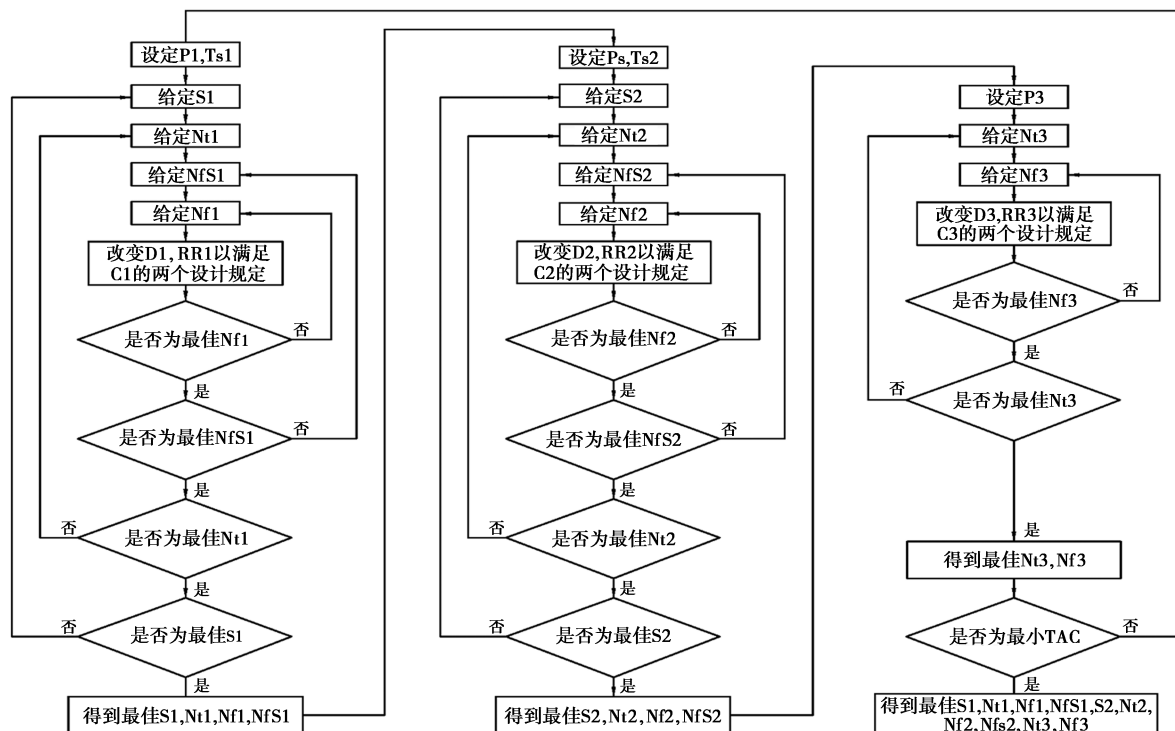 设定P1,Ts1
给定S1
给定Nt1
给定NfS1
给定Nf1
改变D1,RR1以满足
C1的两个设计规定
是否为最佳Nf1
否
是
是否为最佳NfS1
否
是
是否为最佳Nt1
否
是
是否为最佳S1
否
是
得到最佳S1,Nt1,Nf1,NfS1
设定Ps,Ts2
给定S2
给定Nt2
给定NfS2
给定Nf2
改变D2,RR2以满足
C2的两个设计规定
是否为最佳Nf2
否
是
是否为最佳NfS2
否
是
是否为最佳Nt2
否
是
是否为最佳S2
否
是
得到最佳S2,Nt2,Nf2,NfS2
设定P3
给定Nt3
给定Nf3
改变D3,RR3以满足
C3的两个设计规定
是否为最佳Nf3
否
是
是否为最佳Nt3
否
是
得到最佳Nt3,Nf3
是否为最小TAC
否
是
得到最佳S1,Nt1,Nf1,NfS1,S2,Nt2,
Nf2,Nfs2,Nt3,Nf3